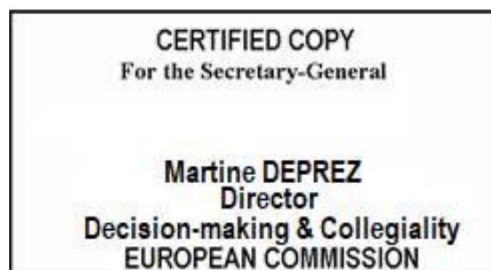 CERTIFIED COPY
For the Secretary-General
Martine DEPREZ
Director
Decision-making & Collegiality
EUROPEAN COMMISSION